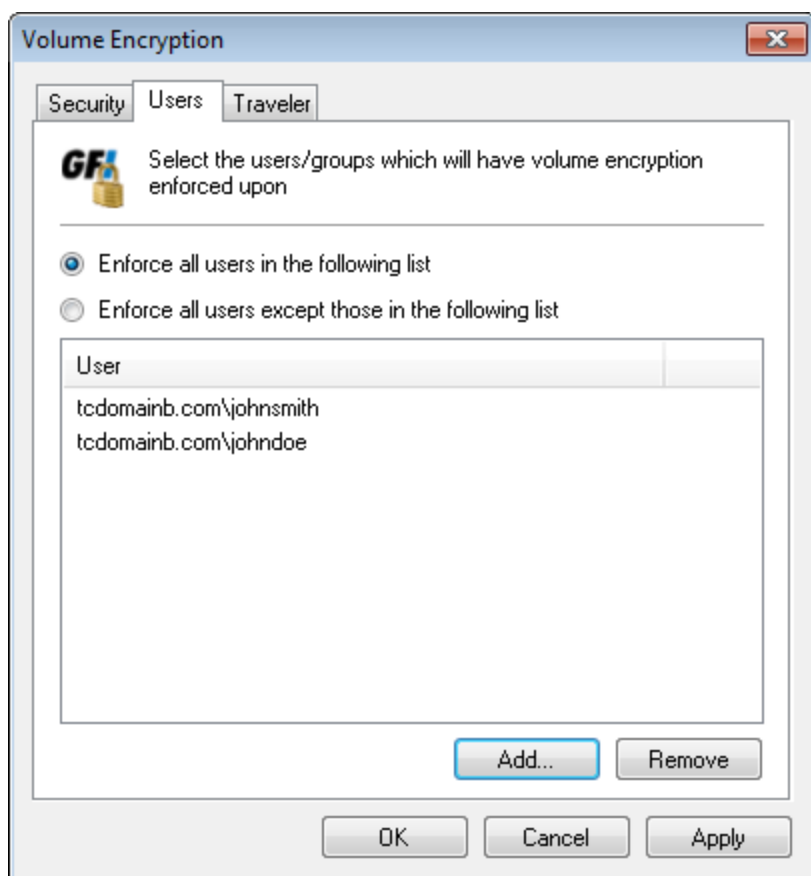 Volume Encryption
Security Users Traveler
GFI Select the users/groups which will have volume encryption
enforced upon
Enforce all users in the following list
Enforce all users except those in the following list
User
tcdomainb.com\johnsmith
tcdomainb.com\johndoe
Add... Remove
OK Cancel Apply